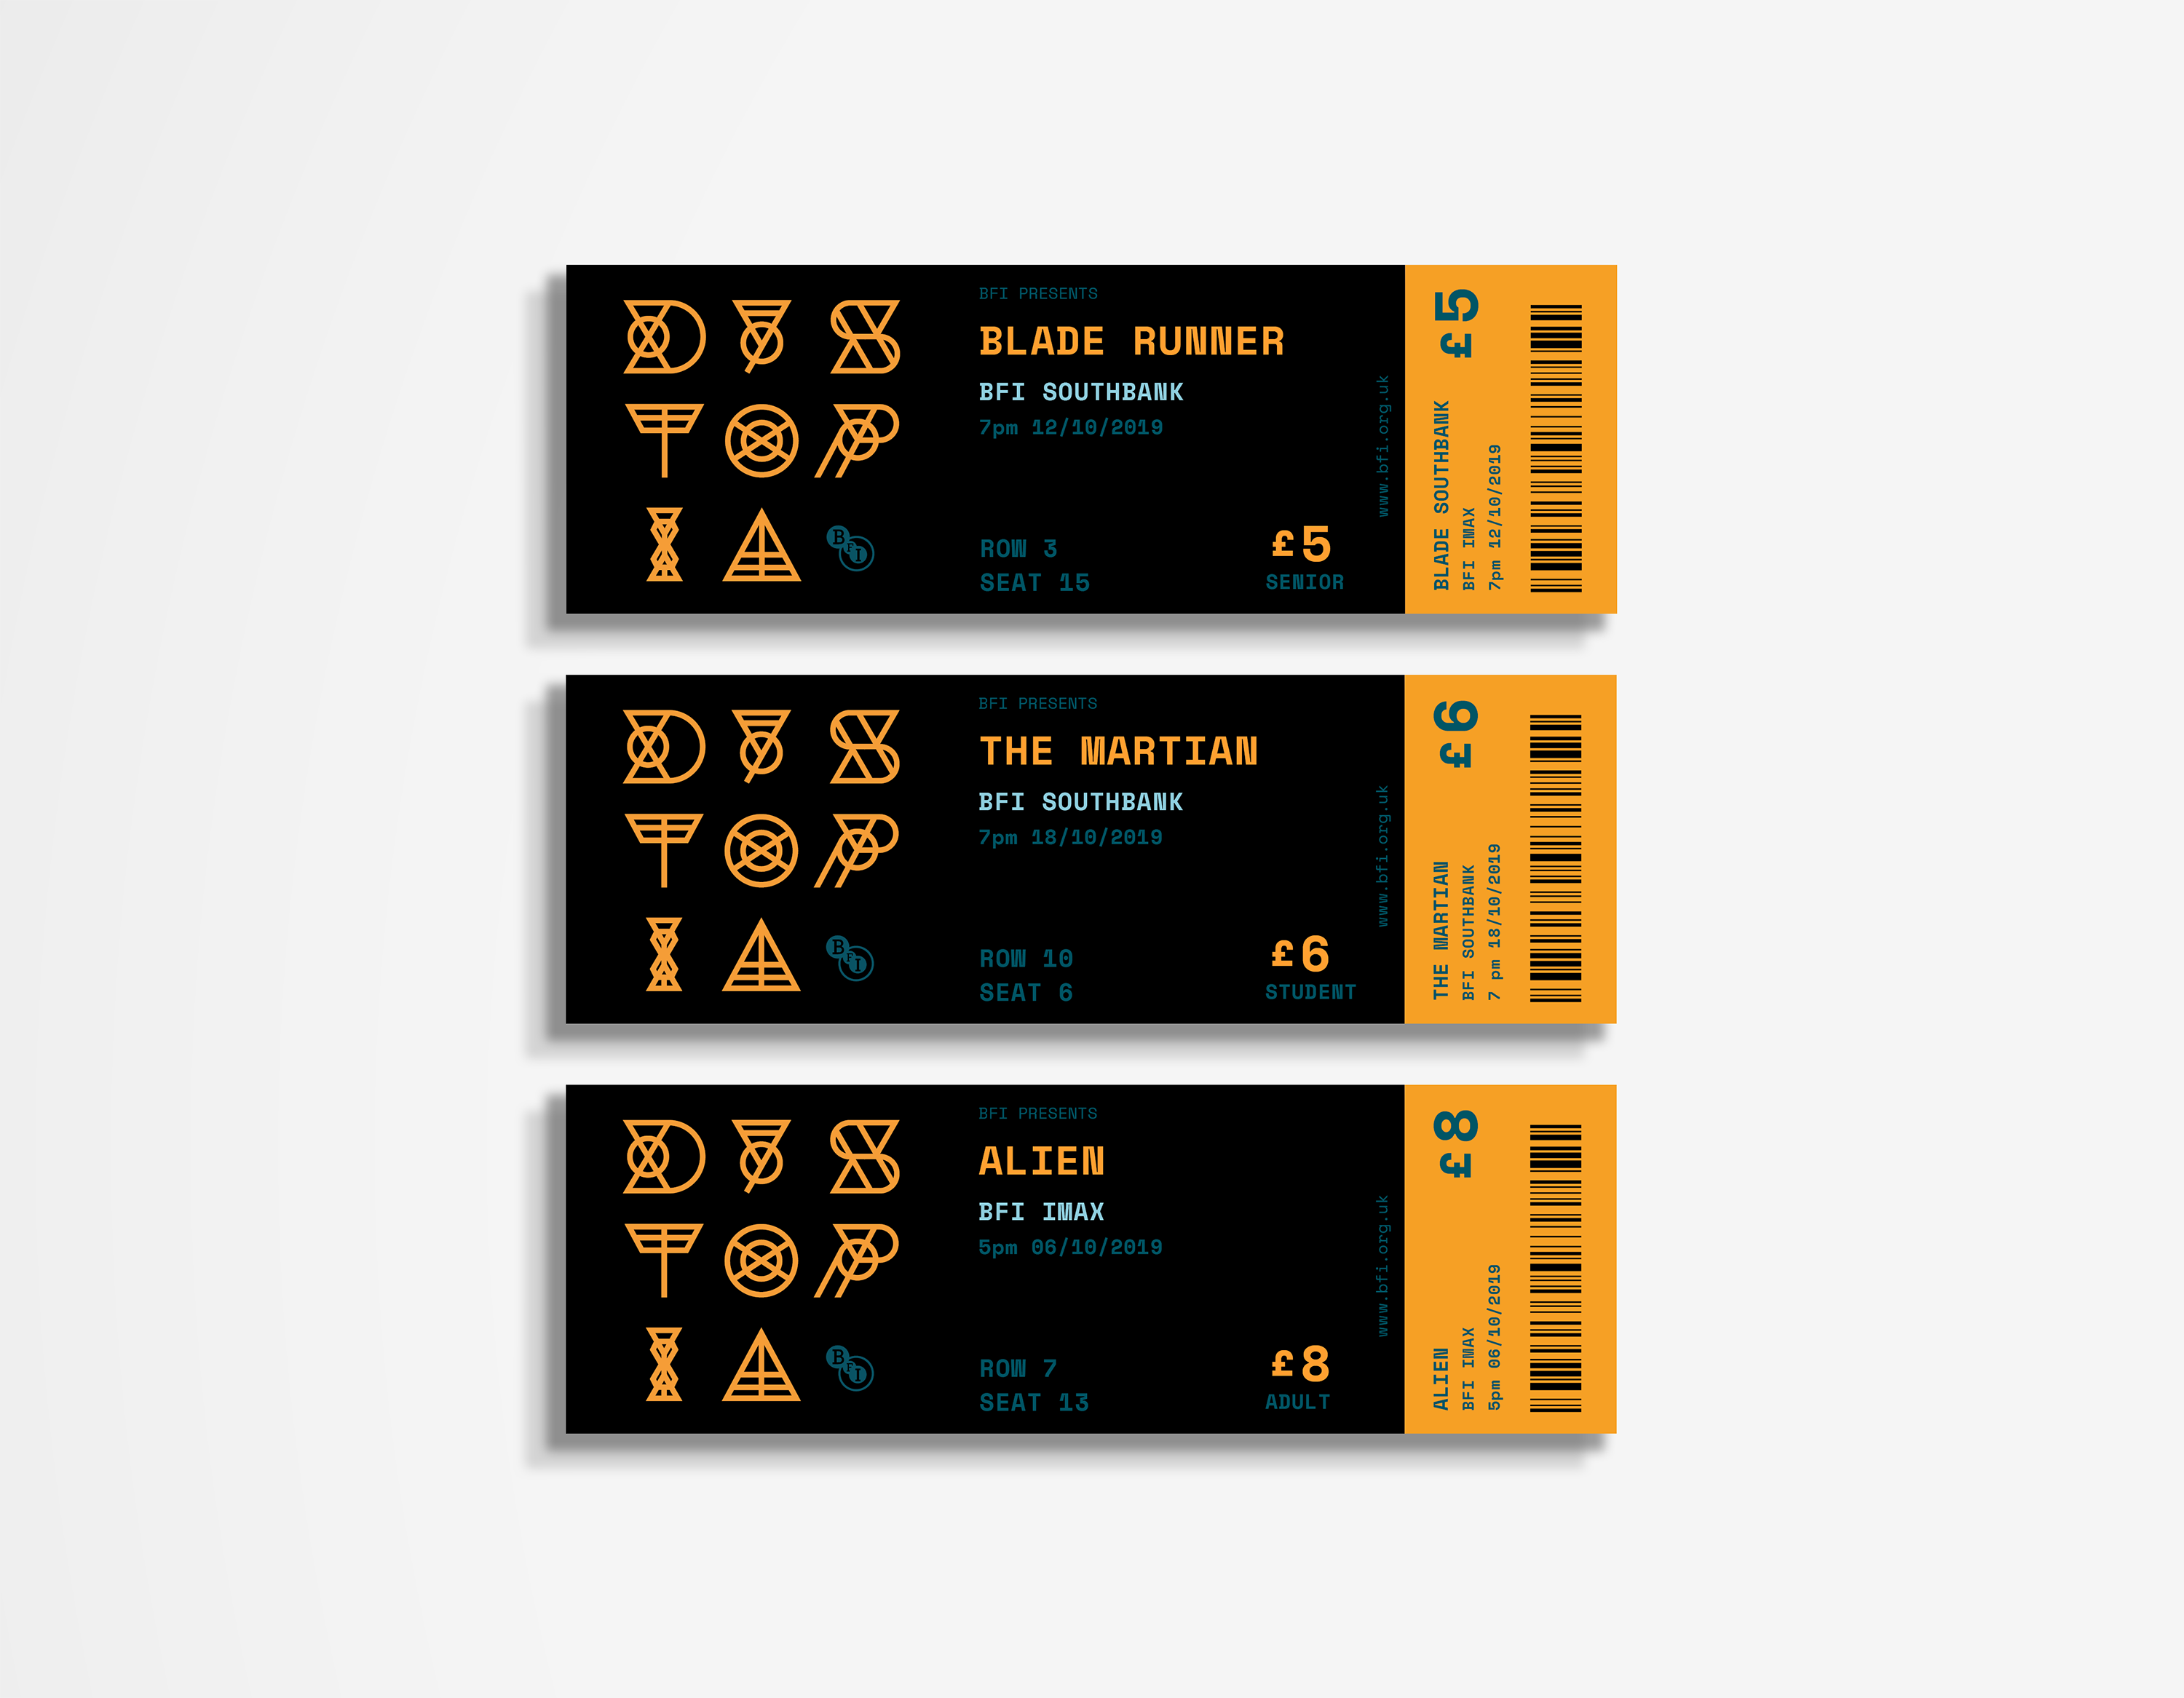 BFI PRESENTS
BLADE RUNNER
BFI SOUTHBANK
7pm 12/10/2019
ROW 3
SEAT 15
£5
SENIOR
BFI
www.bfi.org.uk
£5
BLADE SOUTHBANK
BFI IMAX
7pm 12/10/2019
BFI PRESENTS
THE MARTIAN
BFI SOUTHBANK
7pm 18/10/2019
ROW 10
SEAT 6
£6
STUDENT
BFI
www.bfi.org.uk
£6
THE MARTIAN
BFI SOUTHBANK
7 pm 18/10/2019
BFI PRESENTS
ALIEN
BFI IMAX
5pm 06/10/2019
ROW 7
SEAT 13
£8
ADULT
BFI
www.bfi.org.uk
£8
ALIEN
BFI IMAX
5pm 06/10/2019